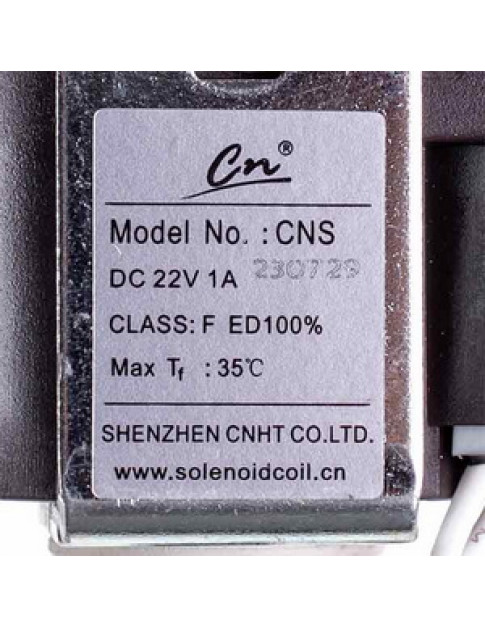 Cn®
Model No. : CNS
DC 22V 1A 230729
CLASS: F ED100%
Max Tf : 35℃
SHENZHEN CNHT CO.LTD.
www.solenoidcoil.cn